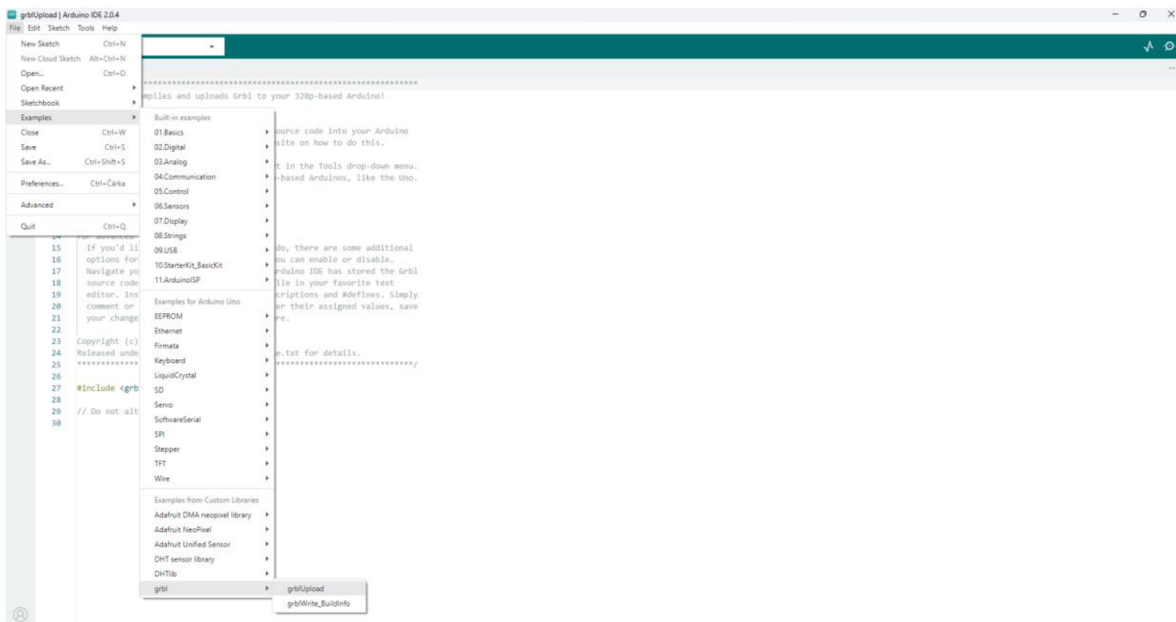 grblUpload | Arduino IDE 2.0.4
File Edit Sketch Tools Help
New Sketch Ctrl+N
New Cloud Sketch Alt+Ctrl+N
Open... Ctrl+O
Open Recent
Sketchbook
Examples
Close Ctrl+W
Save Ctrl+S
Save As... Ctrl+Shift+S
Preferences... Ctrl+Čárka
Advanced
Quit Ctrl+Q
Built-in examples
01.Basics
02.Digital
03.Analog
04.Communication
05.Control
06.Sensors
07.Display
08.Strings
09.USB
10.StarterKit_BasicKit
11.ArduinoISP
Examples for Arduino Uno
EEPROM
Ethernet
Firmata
Keyboard
LiquidCrystal
SD
Servo
SoftwareSerial
SPI
Stepper
TFT
Wire
Examples from Custom Libraries
Adafruit DMA neopixel library
Adafruit NeoPixel
Adafruit Unified Sensor
DHT sensor library
DHTlib
grbl
grblUpload
grblWrite_BuildInfo
*******************************************************
mpiles and uploads Grbl to your 328p-based Arduino!
ource code into your Arduino
site on how to do this.
t in the Tools drop-down menu.
-based Arduinos, like the Uno.
14 For advanced
15 If you'd li do, there are some additional
16 options for ou can enable or disable.
17 Navigate yo rduino IDE has stored the Grbl
18 source code ile in your favorite text
19 editor. Ins criptions and #defines. Simply
20 comment or er their assigned values, save
21 your change re.
22
23 Copyright (c)
24 Released unde e.txt for details.
25 ************* ****************************/
26
27 #include <grb
28
29 // Do not alt
30